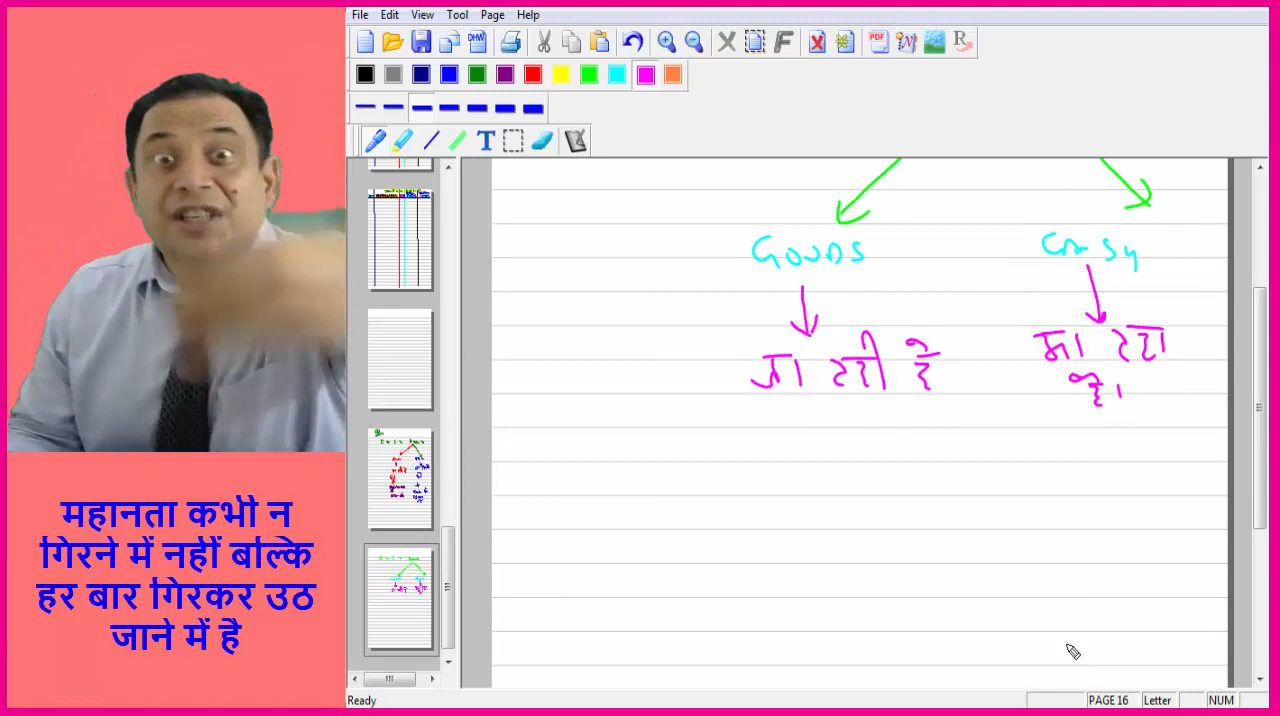 File Edit View Tool Page Help
PDF
GOODS
जा रही है
आ रहा
है।
महानता कभी न
गिरने में नहीं बल्कि
हर बार गिरकर उठ
जाने में है
Ready
PAGE 16 Letter NUM